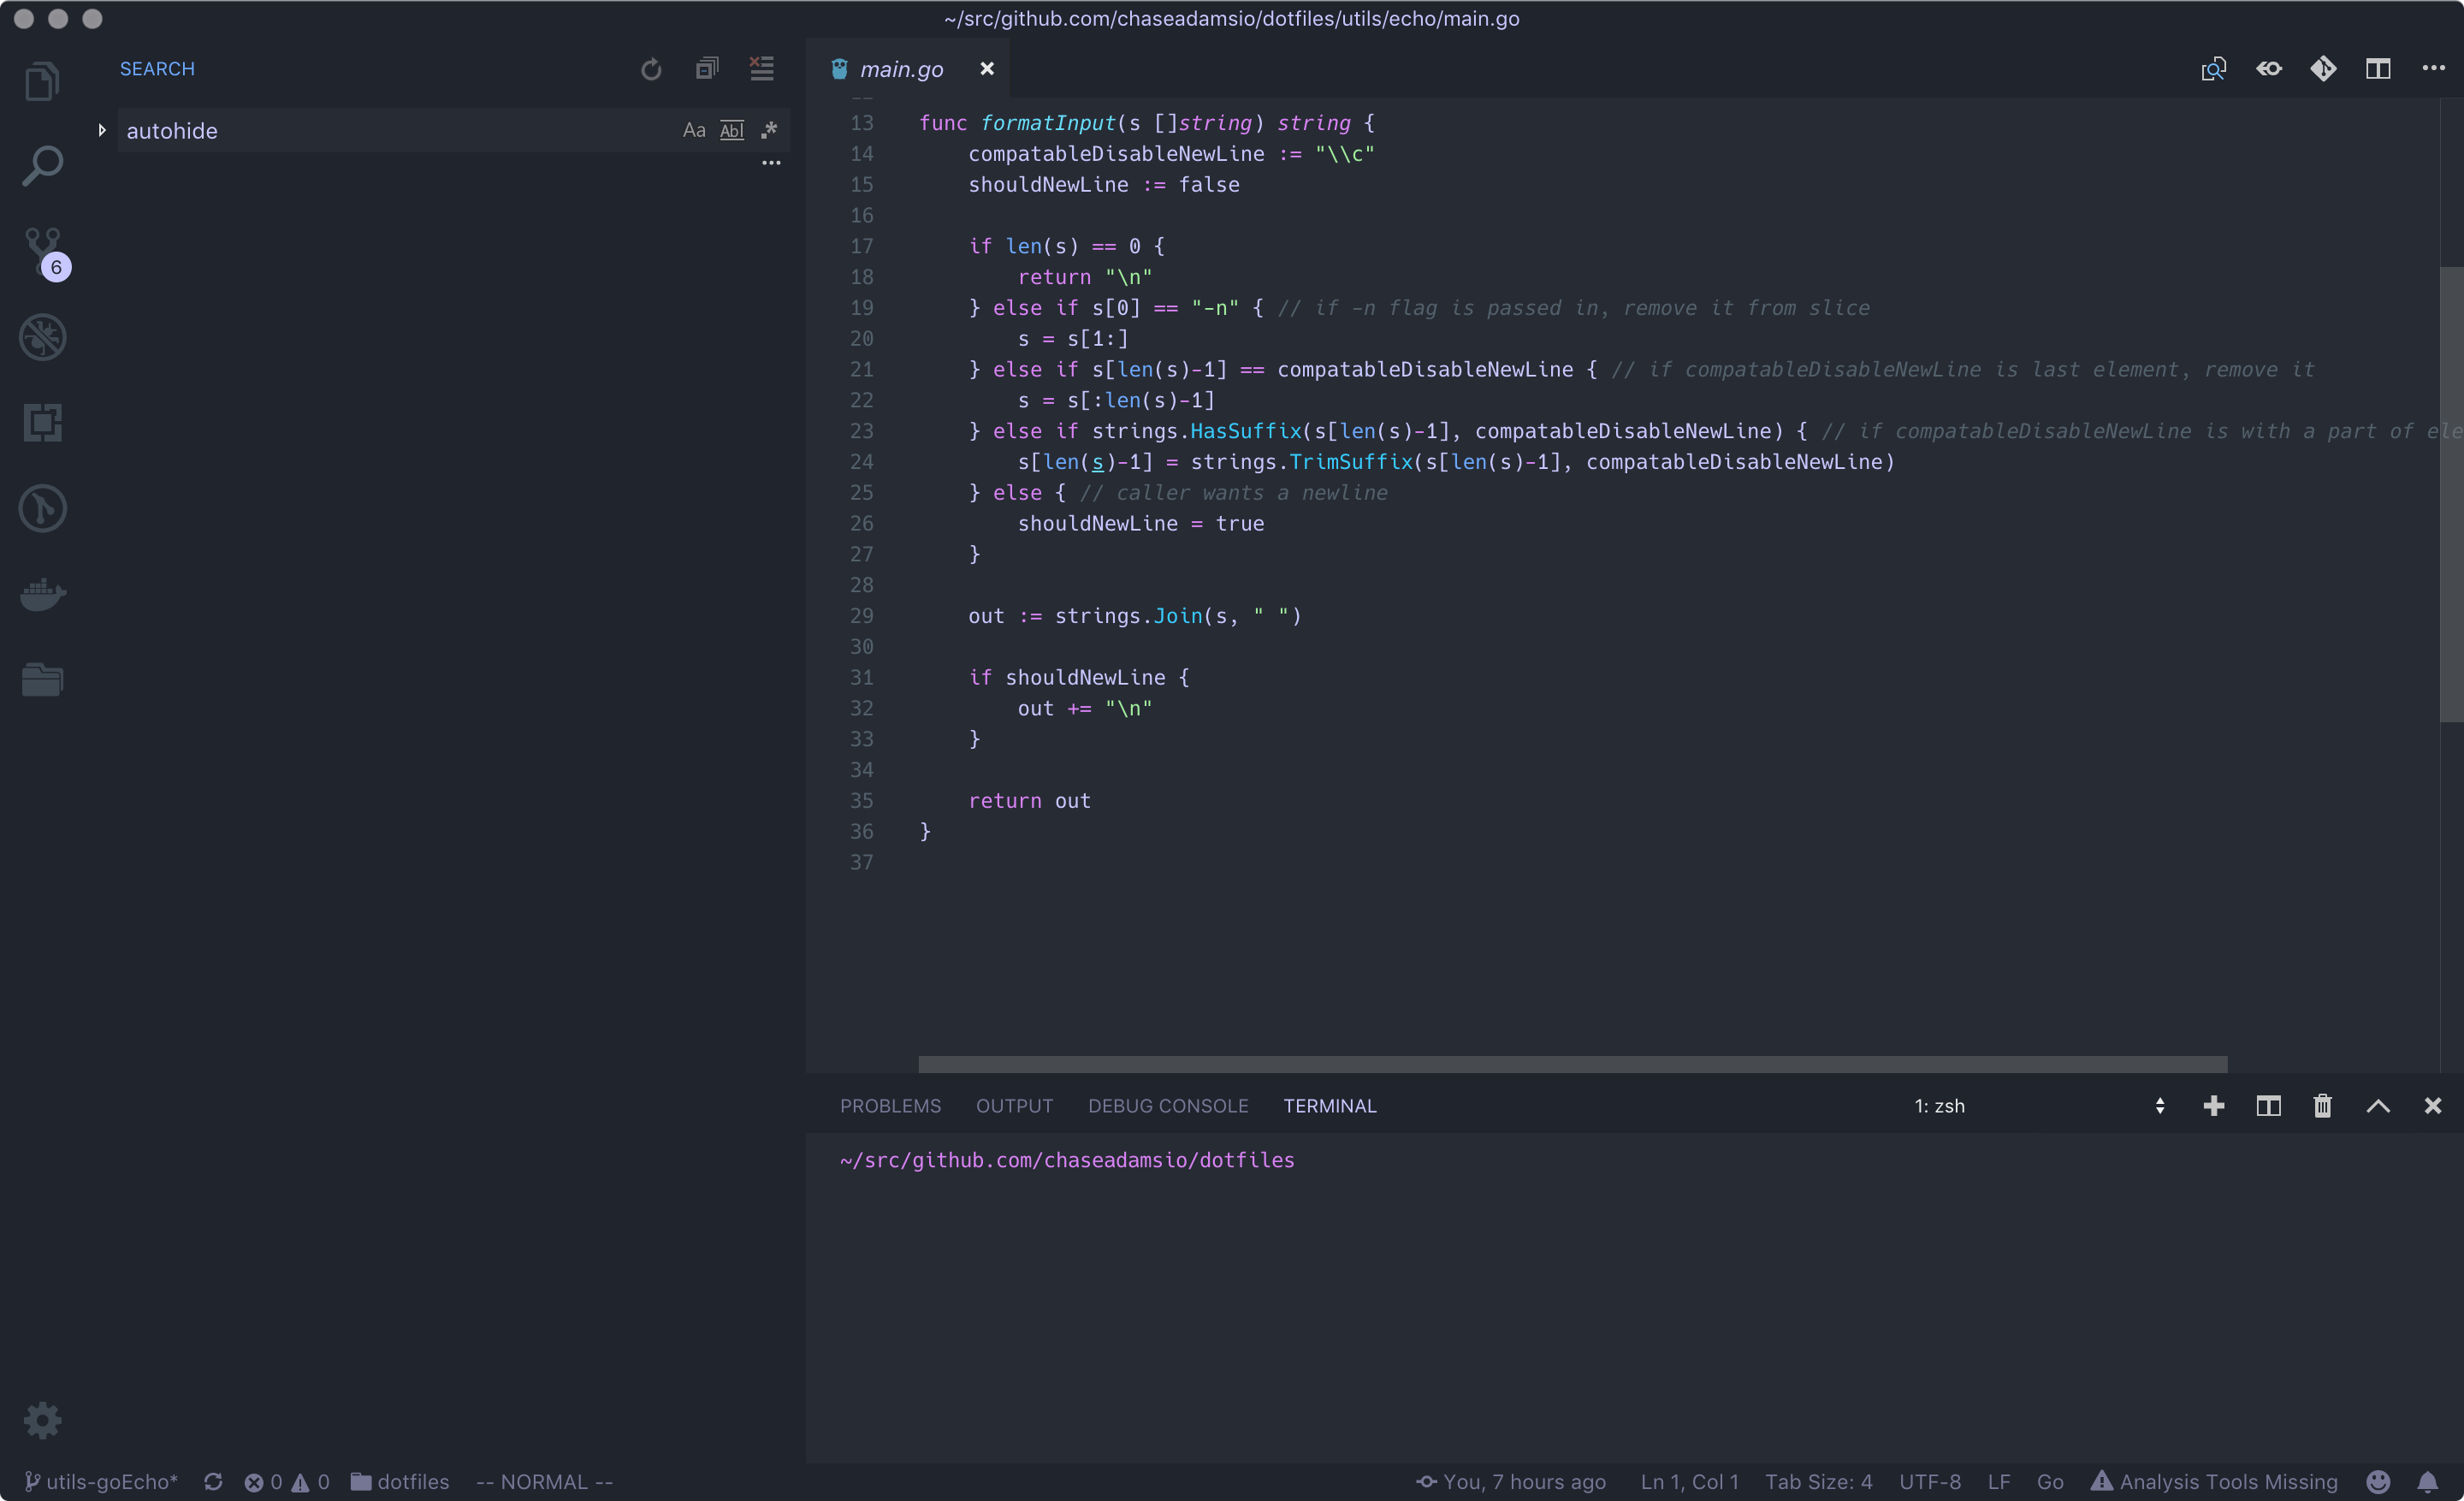 ~/src/github.com/chaseadamsio/dotfiles/utils/echo/main.go
SEARCH
autohide
Aa Abl .*
6
main.go
13 func formatInput(s []string) string {
14     compatableDisableNewLine := "\\c"
15     shouldNewLine := false
16
17     if len(s) == 0 {
18         return "\n"
19     } else if s[0] == "-n" { // if -n flag is passed in, remove it from slice
20         s = s[1:]
21     } else if s[len(s)-1] == compatableDisableNewLine { // if compatableDisableNewLine is last element, remove it
22         s = s[:len(s)-1]
23     } else if strings.HasSuffix(s[len(s)-1], compatableDisableNewLine) { // if compatableDisableNewLine is with a part of ele
24         s[len(s)-1] = strings.TrimSuffix(s[len(s)-1], compatableDisableNewLine)
25     } else { // caller wants a newline
26         shouldNewLine = true
27     }
28
29     out := strings.Join(s, " ")
30
31     if shouldNewLine {
32         out += "\n"
33     }
34
35     return out
36 }
37
PROBLEMS OUTPUT DEBUG CONSOLE TERMINAL 1: zsh
~/src/github.com/chaseadamsio/dotfiles
utils-goEcho* 0 0 dotfiles -- NORMAL -- You, 7 hours ago Ln 1, Col 1 Tab Size: 4 UTF-8 LF Go Analysis Tools Missing